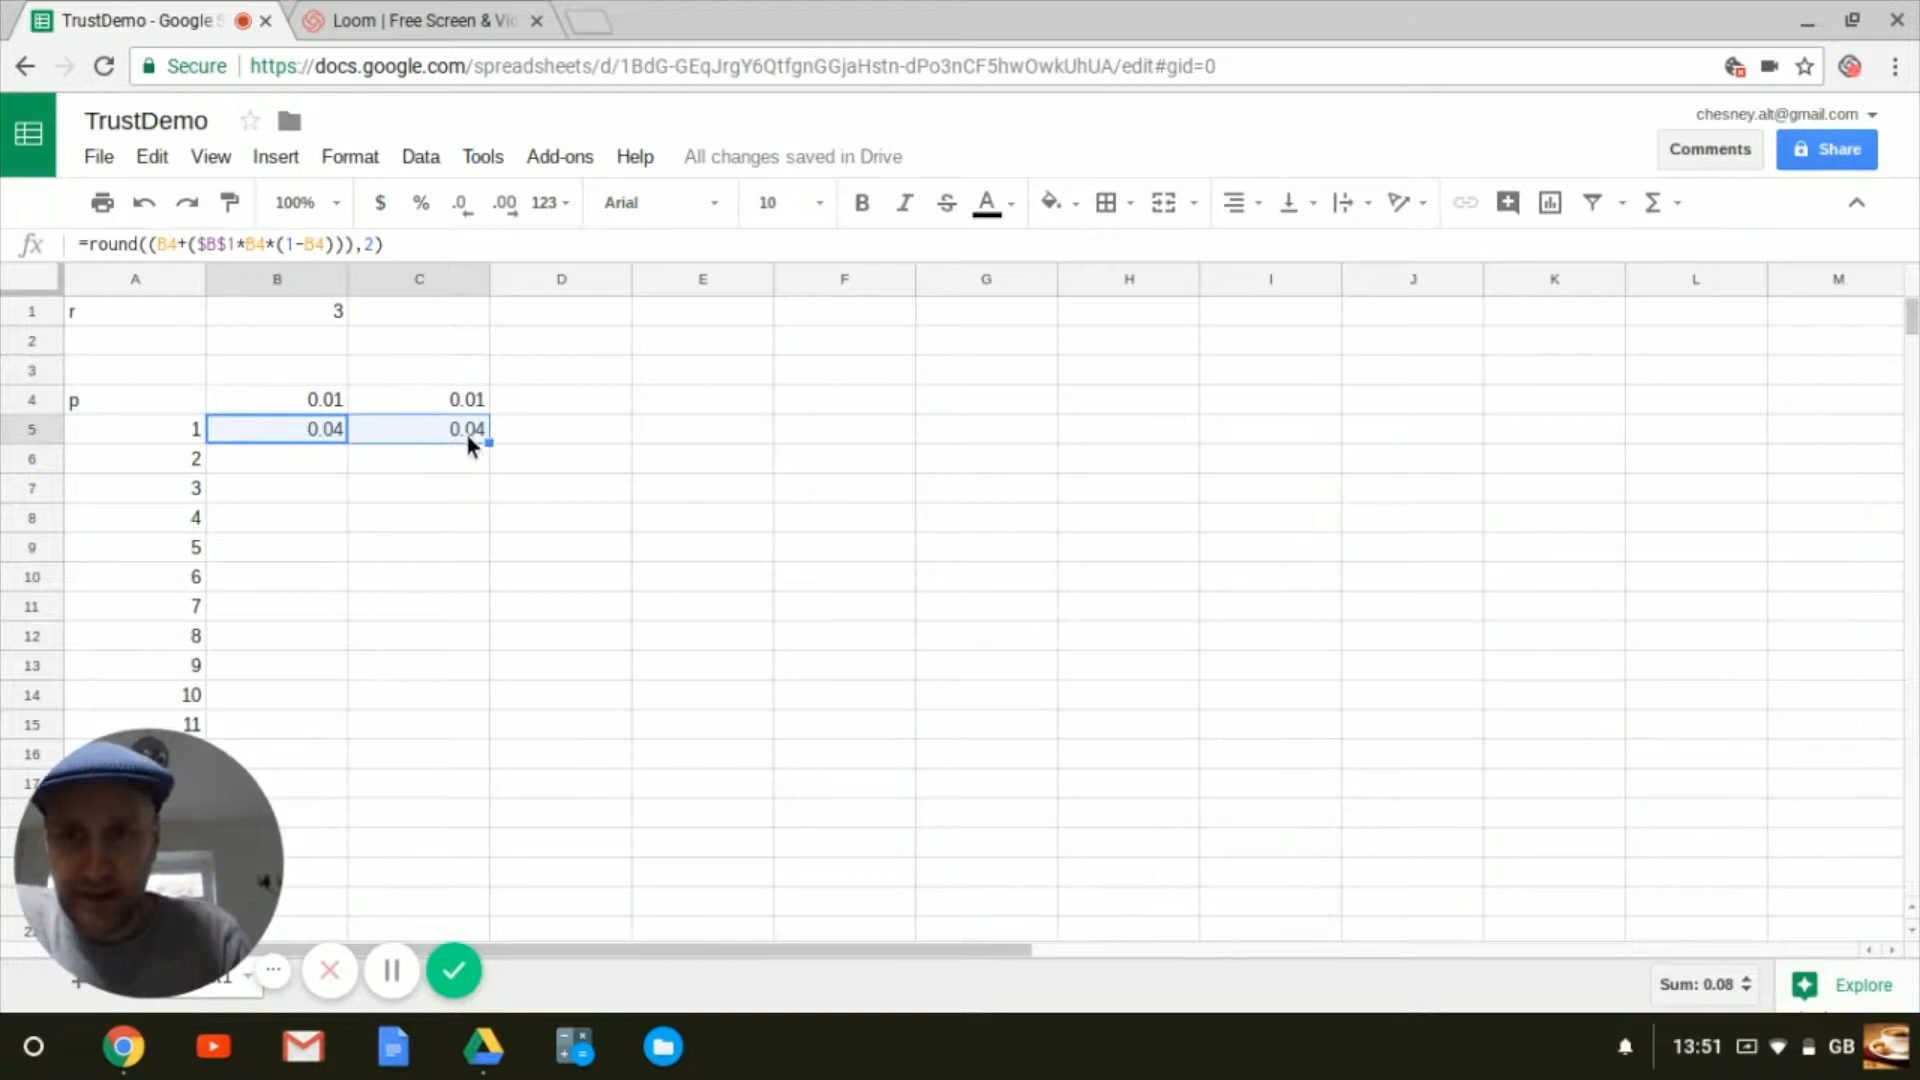 TrustDemo - Google S
Loom | Free Screen & Vi
Secure https://docs.google.com/spreadsheets/d/1BdG-GEqJrgY6QtfgnGGjaHstn-dPo3nCF5hwOwkUhUA/edit#gid=0
TrustDemo
chesney.alt@gmail.com
File Edit View Insert Format Data Tools Add-ons Help All changes saved in Drive
Comments Share
100% $ % .0 .00 123 Arial 10 B I S A
fx =round((B4+($B$1*B4*(1-B4))),2)
A B C D E F G H I J K L M
1 r 3
2
3
4 p 0.01 0.01
5 1 0.04 0.04
6 2
7 3
8 4
9 5
10 6
11 7
12 8
13 9
14 10
15 11
16
Sum: 0.08 Explore
13:51 GB